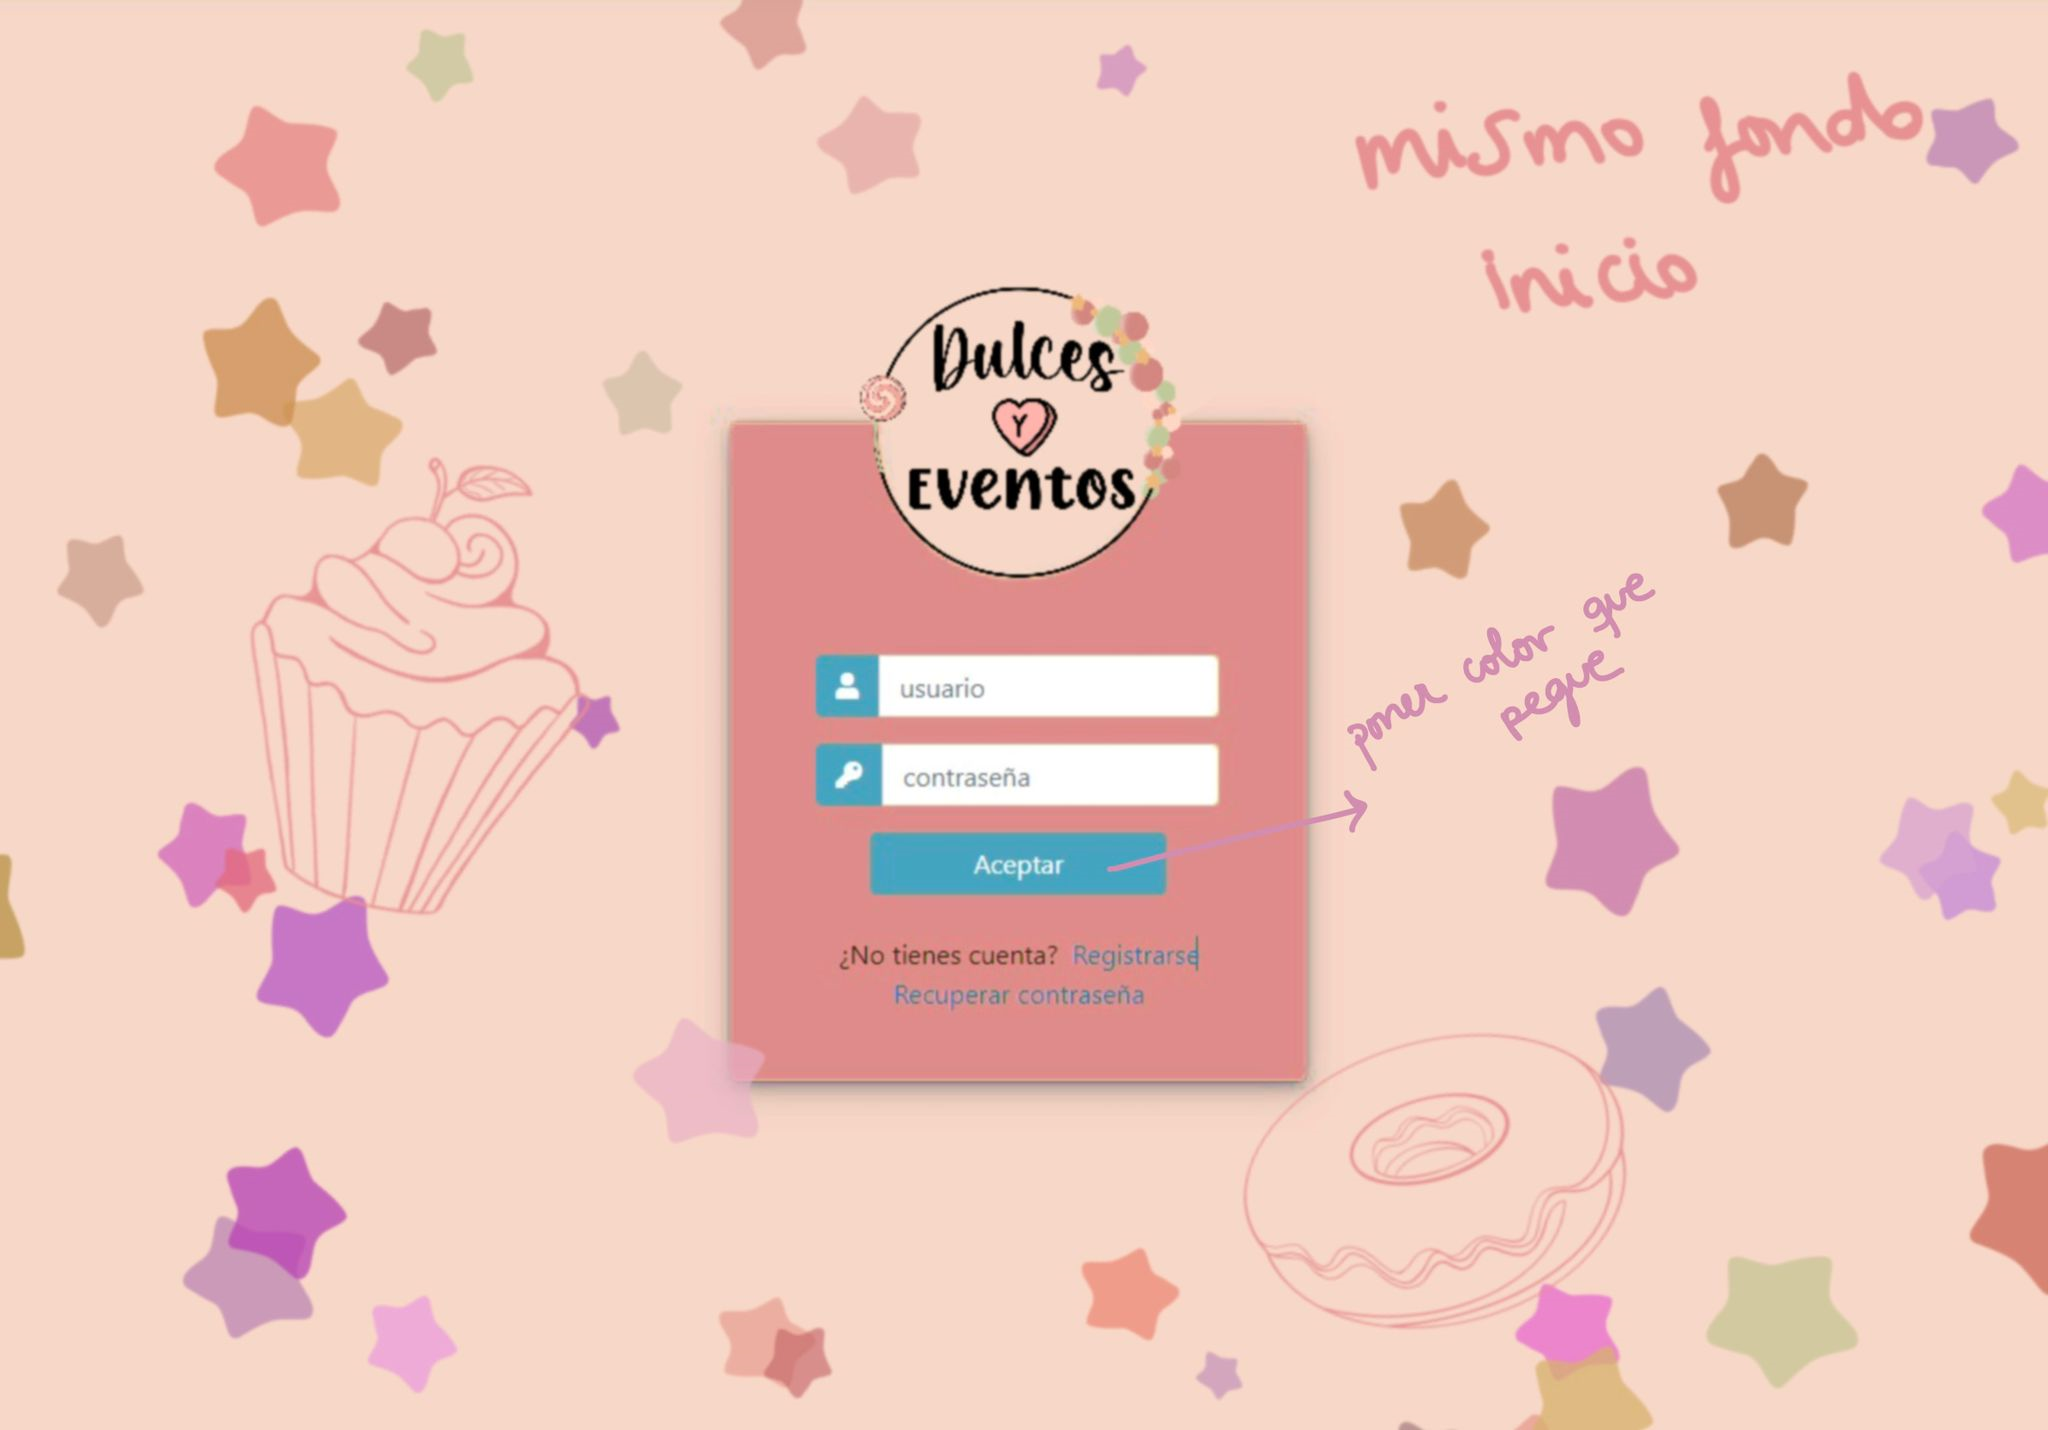 mismo fondo
inicio
Dulces
Y
EVENTOS
poner color que
pegue
usuario
contraseña
Aceptar
¿No tienes cuenta? Registrarse
Recuperar contraseña